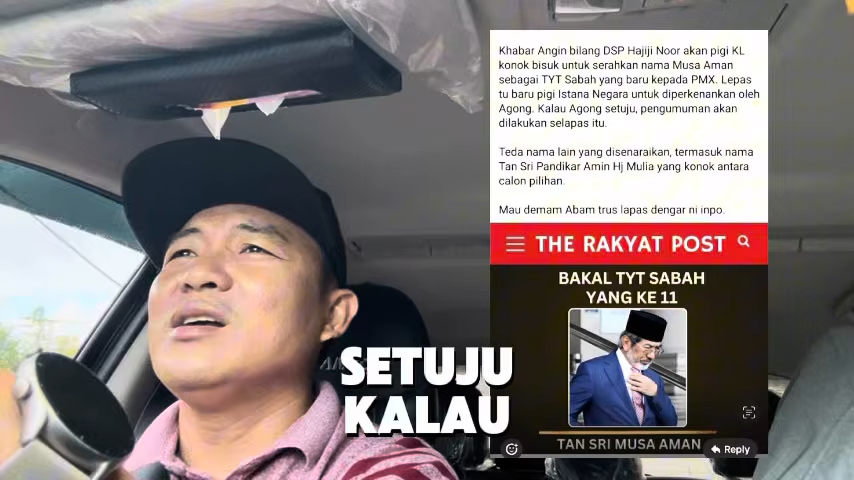 Khabar Angin bilang DSP Hajiji Noor akan pigi KL
konok bisuk untuk serahkan nama Musa Aman
sebagai TYT Sabah yang baru kepada PMX. Lepas
tu baru pigi Istana Negara untuk diperkenankan oleh
Agong. Kalau Agong setuju, pengumuman akan
dilakukan selapas itu.
Teda nama lain yang disenaraikan, termasuk nama
Tan Sri Pandikar Amin Hj Mulia yang konok antara
calon pilihan.
Mau demam Abam trus lapas dengar ni inpo.
THE RAKYAT POST
BAKAL TYT SABAH
YANG KE 11
TAN SRI MUSA AMAN
Reply
SETUJU
KALAU